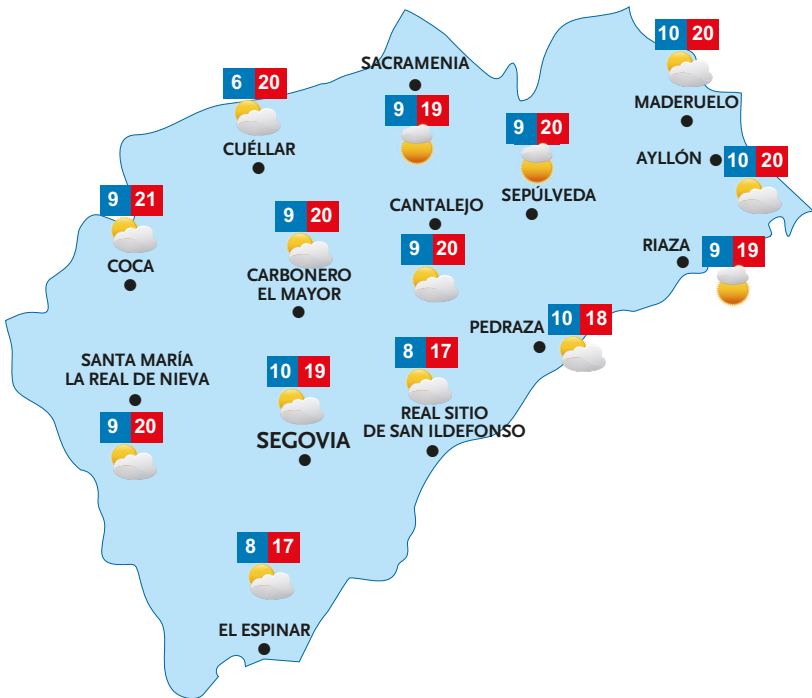 10 20
MADERUELO
SACRAMENIA
9 19
6 20
CUÉLLAR
9 20
SEPÚLVEDA
AYLLÓN
10 20
9 21
COCA
9 20
CARBONERO
EL MAYOR
CANTALEJO
9 20
RIAZA
9 19
PEDRAZA
10 18
SANTA MARÍA
LA REAL DE NIEVA
9 20
10 19
SEGOVIA
8 17
REAL SITIO
DE SAN ILDEFONSO
8 17
EL ESPINAR